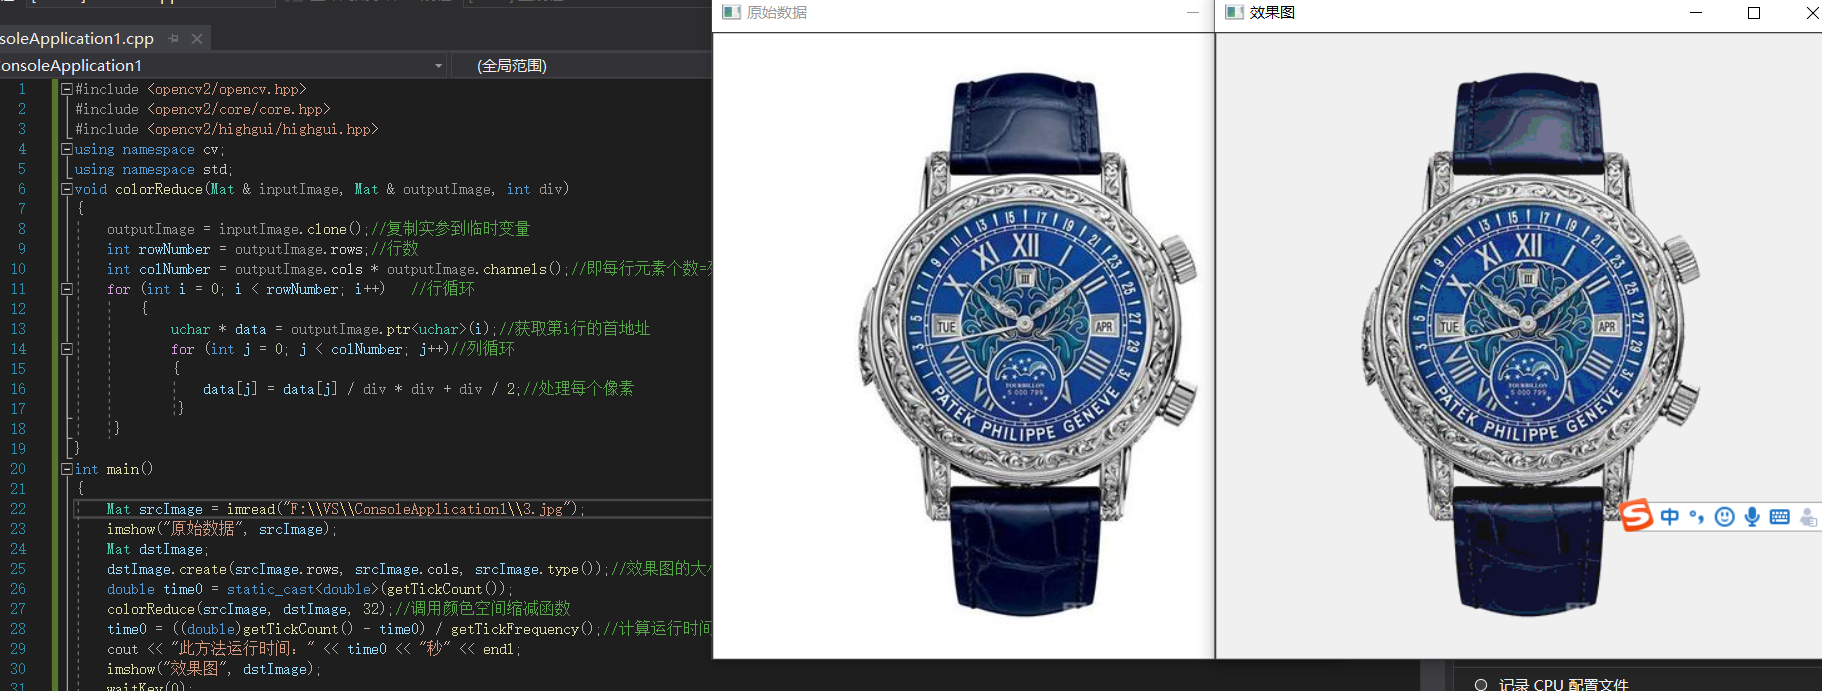 soleApplication1.cpp
onsoleApplication1
(全局范围)
1 #include <opencv2/opencv.hpp>
2 #include <opencv2/core/core.hpp>
3 #include <opencv2/highgui/highgui.hpp>
4 using namespace cv;
5 using namespace std;
6 void colorReduce(Mat & inputImage, Mat & outputImage, int div)
7 {
8 outputImage = inputImage.clone();//复制实参到临时变量
9 int rowNumber = outputImage.rows;//行数
10 int colNumber = outputImage.cols * outputImage.channels();//即每行元素个数=
11 for (int i = 0; i < rowNumber; i++) //行循环
12 {
13 uchar * data = outputImage.ptr<uchar>(i);//获取第i行的首地址
14 for (int j = 0; j < colNumber; j++)//列循环
15 {
16 data[j] = data[j] / div * div + div / 2;//处理每个像素
17 }
18 }
19 }
20 int main()
21 {
22 Mat srcImage = imread("F:\\VS\\ConsoleApplication1\\3.jpg");
23 imshow("原始数据", srcImage);
24 Mat dstImage;
25 dstImage.create(srcImage.rows, srcImage.cols, srcImage.type());//效果图的大
26 double time0 = static_cast<double>(getTickCount());
27 colorReduce(srcImage, dstImage, 32);//调用颜色空间缩减函数
28 time0 = ((double)getTickCount() - time0) / getTickFrequency();//计算运行时间
29 cout << "此方法运行时间: " << time0 << "秒" << endl;
30 imshow("效果图", dstImage);
31 waitKey(0);
原始数据
XI XII
III
TUE
APR
TOURBILLON
S 000 799
PATEK PHILIPPE GENEVE
效果图
XI XII
III
TUE
APR
TOURBILLON
S 000 799
PATEK PHILIPPE GENEVE
S 中
记录 CPU 配置文件